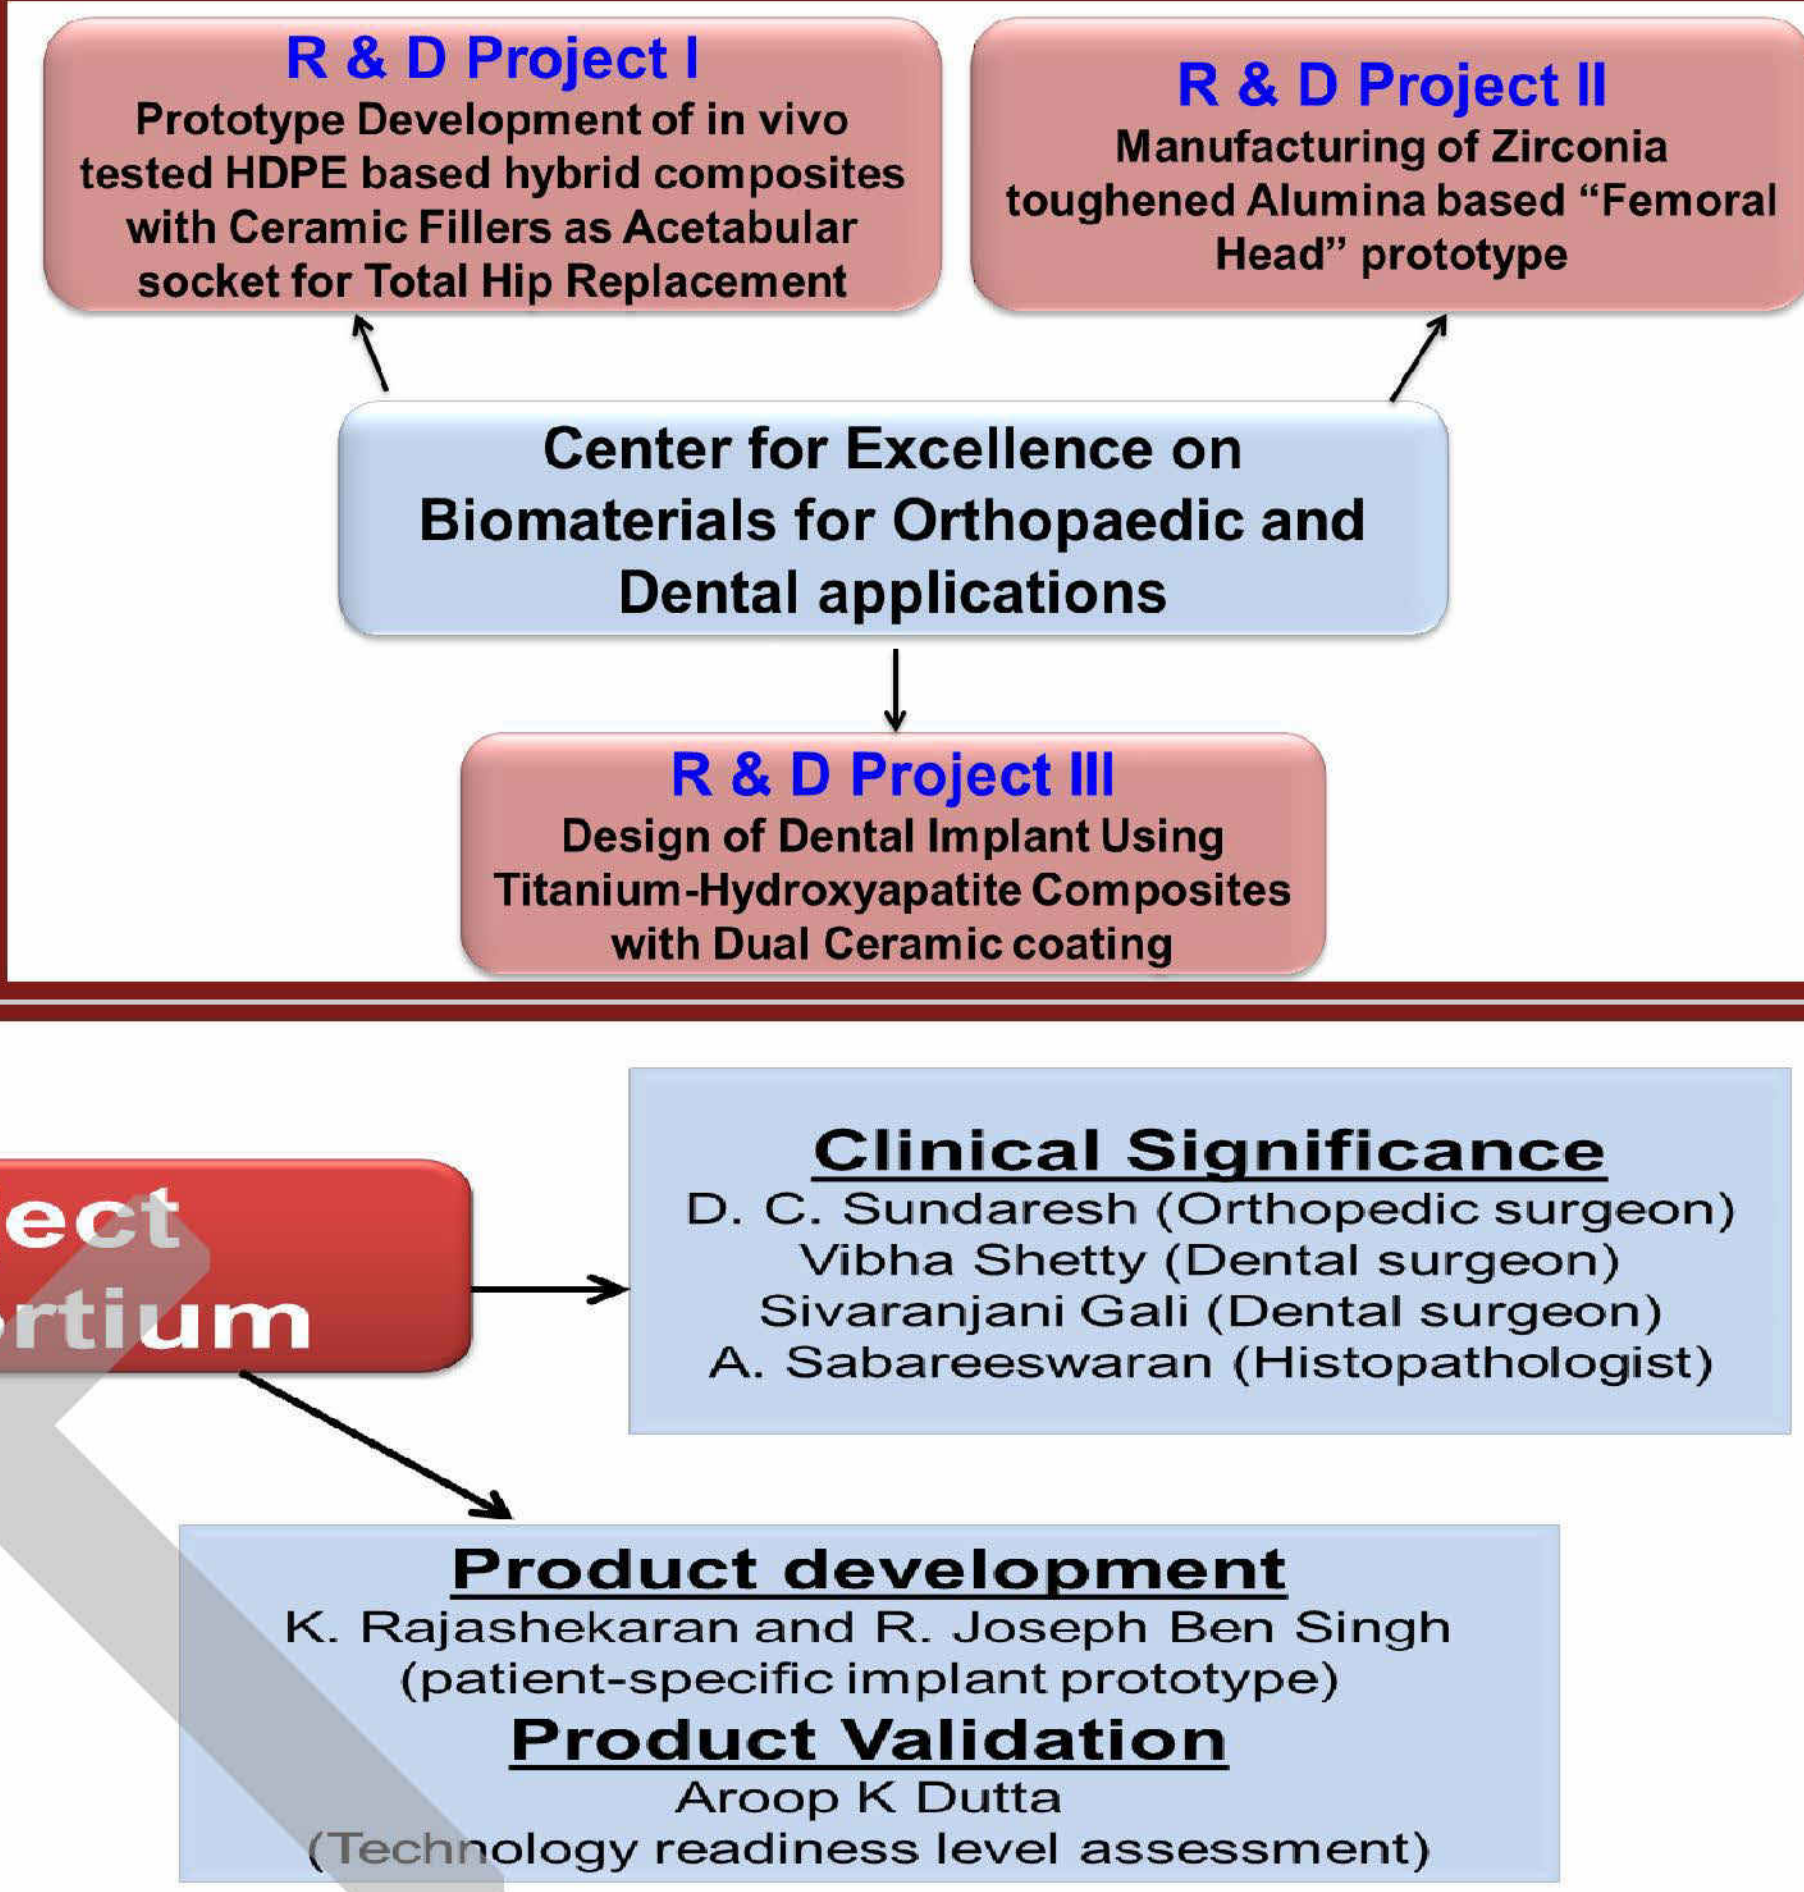 R & D Project I
Prototype Development of in vivo
tested HDPE based hybrid composites
with Ceramic Fillers as Acetabular
socket for Total Hip Replacement
R & D Project II
Manufacturing of Zirconia
toughened Alumina based “Femoral
Head” prototype
Center for Excellence on
Biomaterials for Orthopaedic and
Dental applications
R & D Project III
Design of Dental Implant Using
Titanium-Hydroxyapatite Composites
with Dual Ceramic coating
ect
rtium
Clinical Significance
D. C. Sundaresh (Orthopedic surgeon)
Vibha Shetty (Dental surgeon)
Sivaranjani Gali (Dental surgeon)
A. Sabareeswaran (Histopathologist)
Product development
K. Rajashekaran and R. Joseph Ben Singh
(patient-specific implant prototype)
Product Validation
Aroop K Dutta
(Technology readiness level assessment)